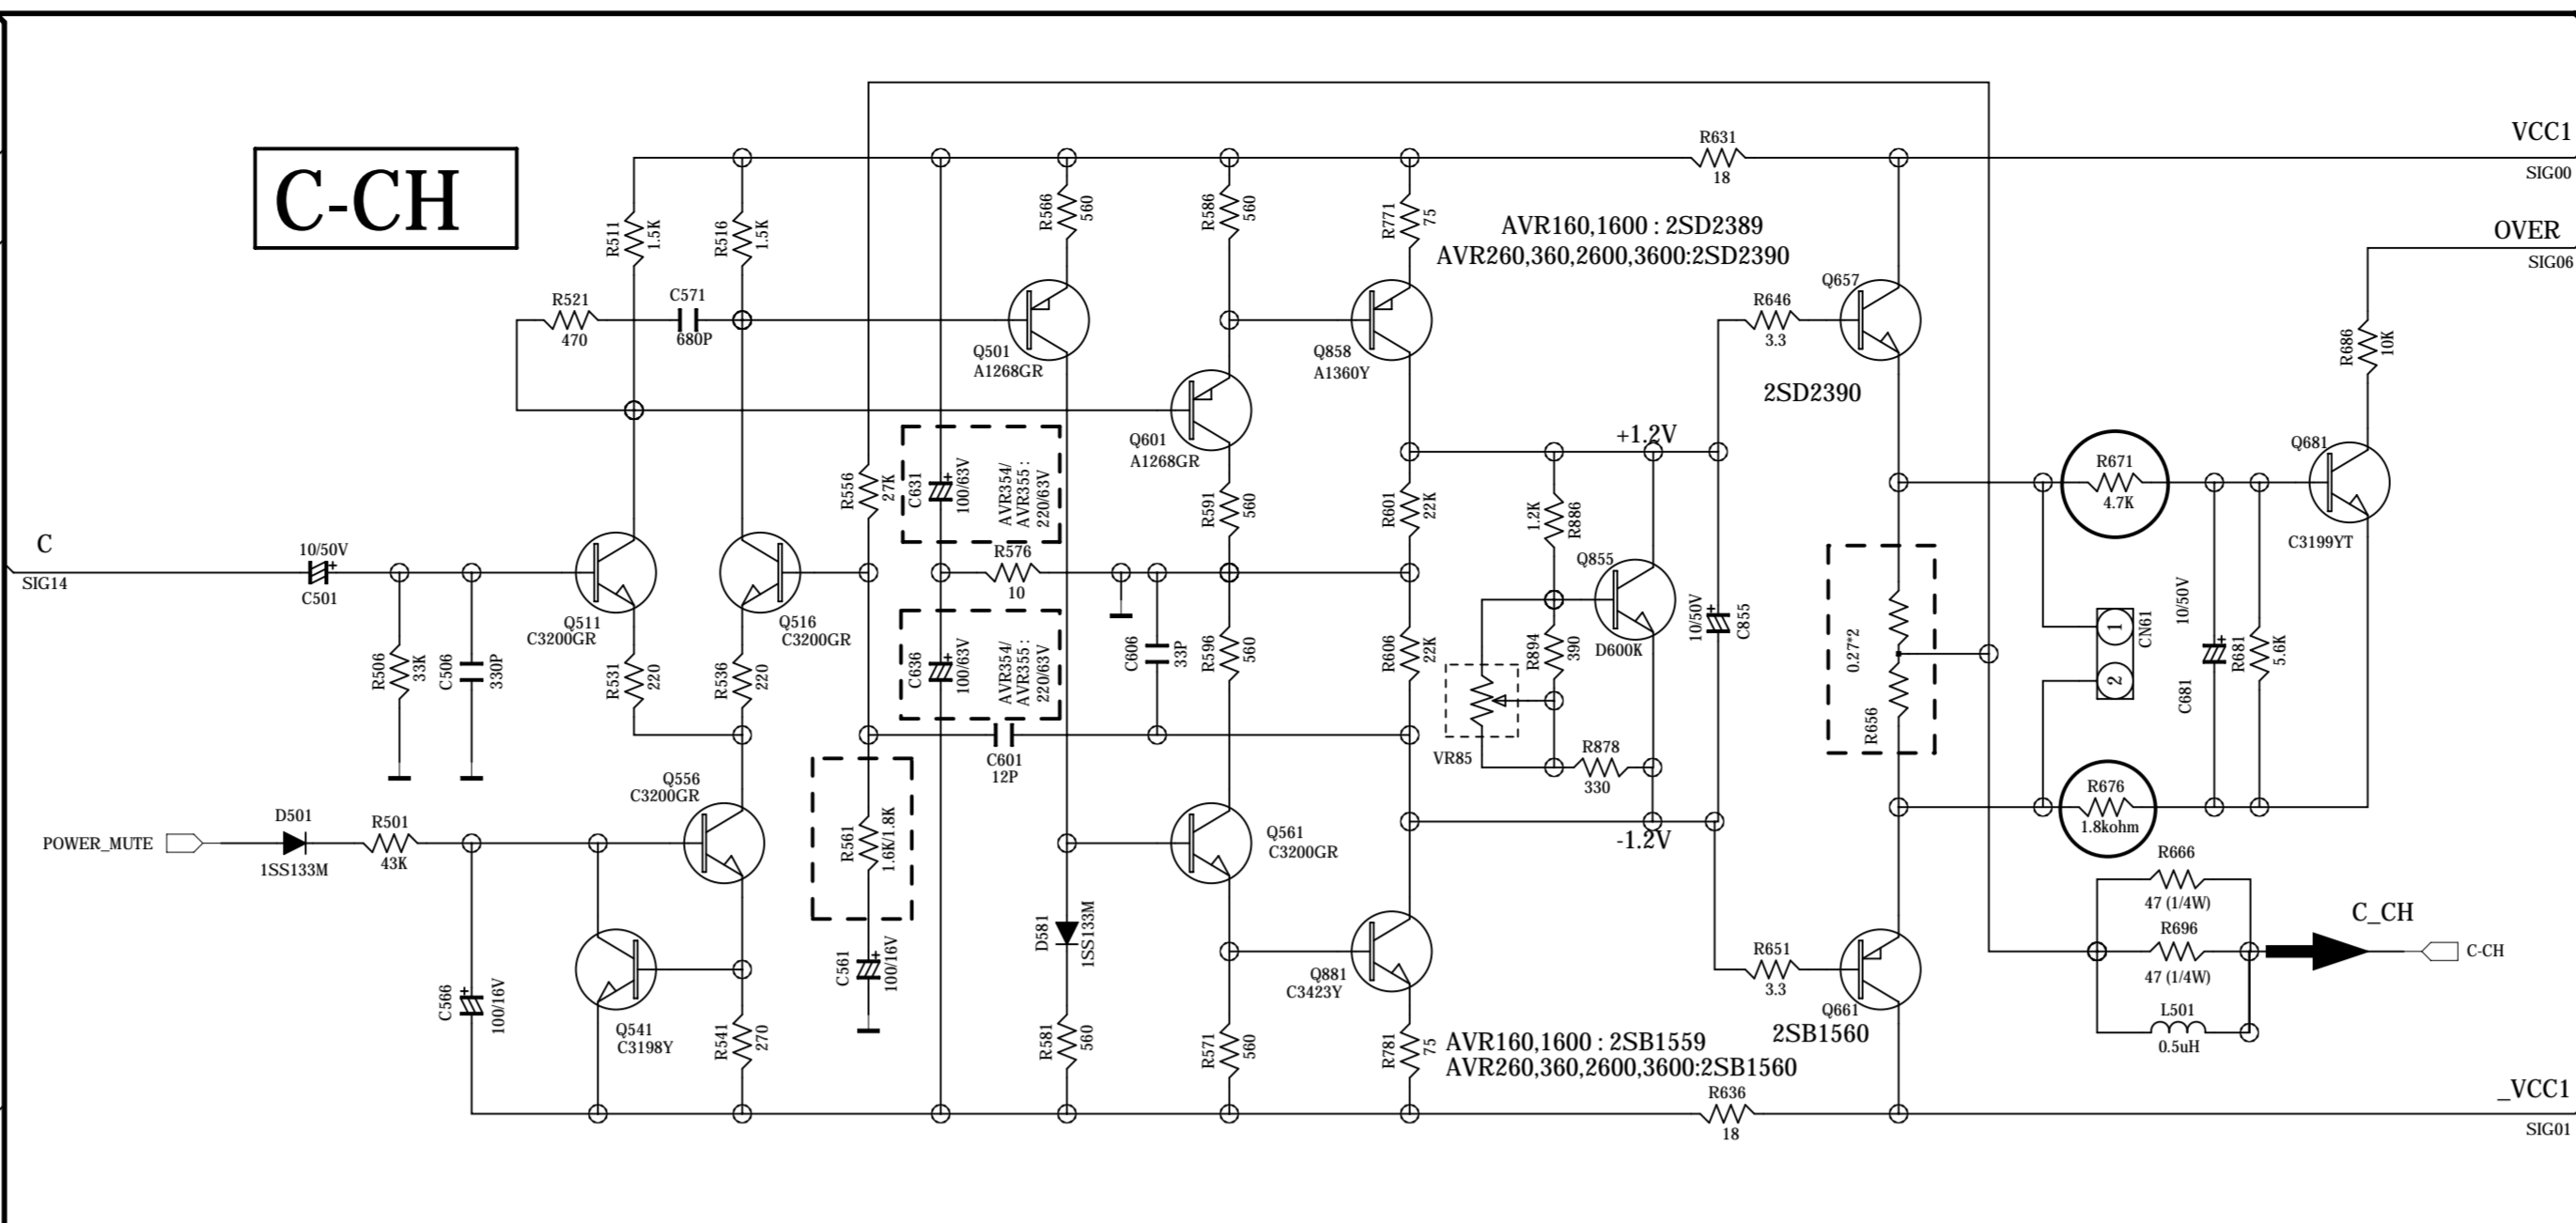 C-CH
VCC1
SIG00
OVER
SIG06
R631
18
R511
1.5K
R516
1.5K
R566
560
R586
560
R771
75
AVR160,1600 : 2SD2389
AVR260,360,2600,3600:2SD2390
R521
470
C571
680P
Q501
A1268GR
Q858
A1360Y
R646
3.3
Q657
2SD2390
R686
10K
Q601
A1268GR
+1.2V
R556
27K
C631
100/63V
AVR354/
AVR355 :
220/63V
R591
560
R601
22K
1.2K
R886
R671
4.7K
Q681
C3199YT
C
SIG14
10/50V
+
C501
R576
10
Q855
D600K
Q511
C3200GR
Q516
C3200GR
R506
33K
C506
330P
R531
220
R536
220
C636
100/63V
AVR354/
AVR355 :
220/63V
C606
33P
R596
560
R606
22K
R894
390
VR85
R878
330
10/50V
+
C855
0.27*2
R656
CN61
1
2
10/50V
+
C681
R681
5.6K
C601
12P
-1.2V
Q556
C3200GR
POWER_MUTE
D501
1SS133M
R501
43K
R561
1.6K/1.8K
Q561
C3200GR
R676
1.8kohm
R666
47 (1/4W)
R696
47 (1/4W)
L501
0.5uH
C_CH
C-CH
C566
+
100/16V
Q541
C3198Y
R541
270
C561
+
100/16V
D581
1SS133M
R581
560
R571
560
Q881
C3423Y
R781
75
R651
3.3
Q661
2SB1560
AVR160,1600 : 2SB1559
AVR260,360,2600,3600:2SB1560
R636
18
_VCC1
SIG01